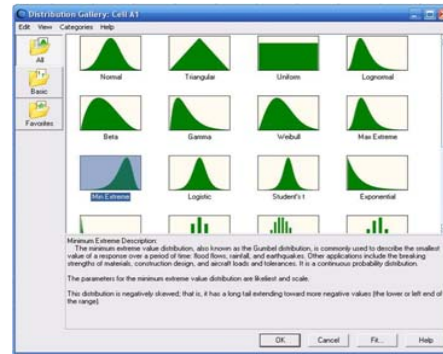 Distribution Gallery: Cell A1
Edit View Categories Help
All
Basic
Favorites
Normal
Triangular
Uniform
Lognormal
Beta
Gamma
Weibull
Max Extreme
Min Extreme
Logistic
Student's t
Exponential
Minimum Extreme Description:
The minimum extreme value distribution, also known as the Gumbel distribution, is commonly used to describe the smallest
value of a response over a period of time: flood flows, rainfall, and earthquakes. Other applications include the breaking
strengths of materials, construction design, and aircraft loads and tolerances. It is a continuous probability distribution.
The parameters for the minimum extreme value distribution are likeliest and scale.
This distribution is negatively skewed; that is, it has a long tail extending toward more negative values (the lower or left end of
the range).
OK
Cancel
Fit...
Help